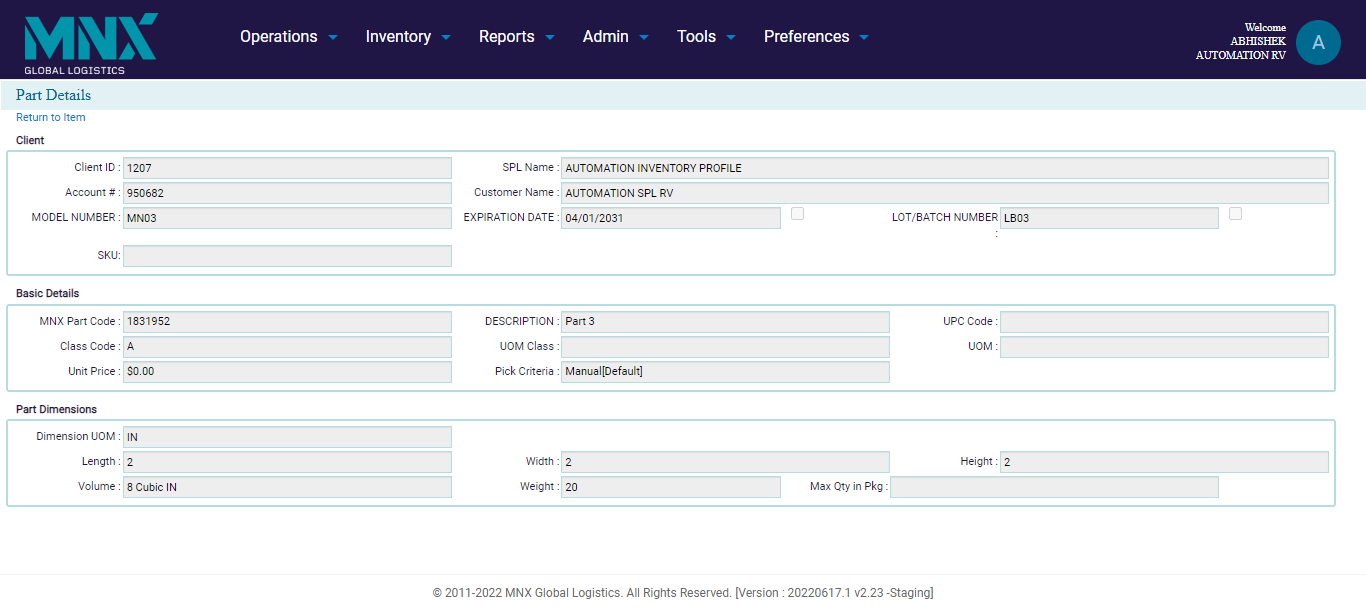 MNX
GLOBAL LOGISTICS
Operations Inventory Reports Admin Tools Preferences
Welcome
ABHISHEK
AUTOMATION RV
A
Part Details
Return to Item
Client
Client ID : 1207 SPL Name : AUTOMATION INVENTORY PROFILE
Account # : 950682 Customer Name : AUTOMATION SPL RV
MODEL NUMBER : MN03 EXPIRATION DATE : 04/01/2031 LOT/BATCH NUMBER : LB03
SKU:
Basic Details
MNX Part Code : 1831952 DESCRIPTION : Part 3 UPC Code :
Class Code : A UOM Class : UOM :
Unit Price : $0.00 Pick Criteria : Manual[Default]
Part Dimensions
Dimension UOM : IN
Length : 2 Width : 2 Height : 2
Volume : 8 Cubic IN Weight : 20 Max Qty in Pkg :
© 2011-2022 MNX Global Logistics. All Rights Reserved. [Version : 20220617.1 v2.23 -Staging]